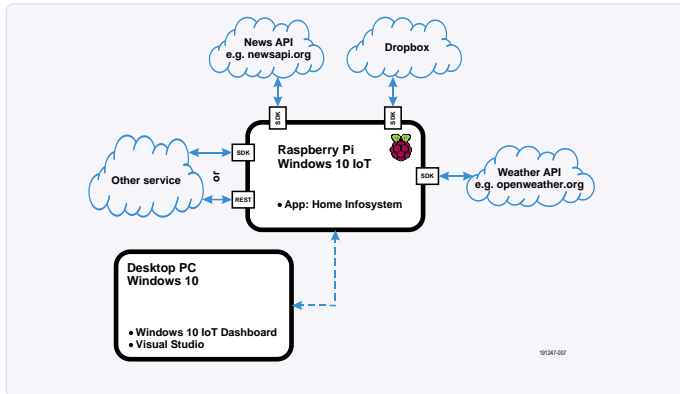 News API
e.g. newsapi.org
Dropbox
SDK
SDK
Raspberry Pi
Windows 10 IoT
SDK
Other service
or
REST
• App: Home Infosystem
SDK
Weather API
e.g. openweather.org
Desktop PC
Windows 10
• Windows 10 IoT Dashboard
• Visual Studio
191247-007